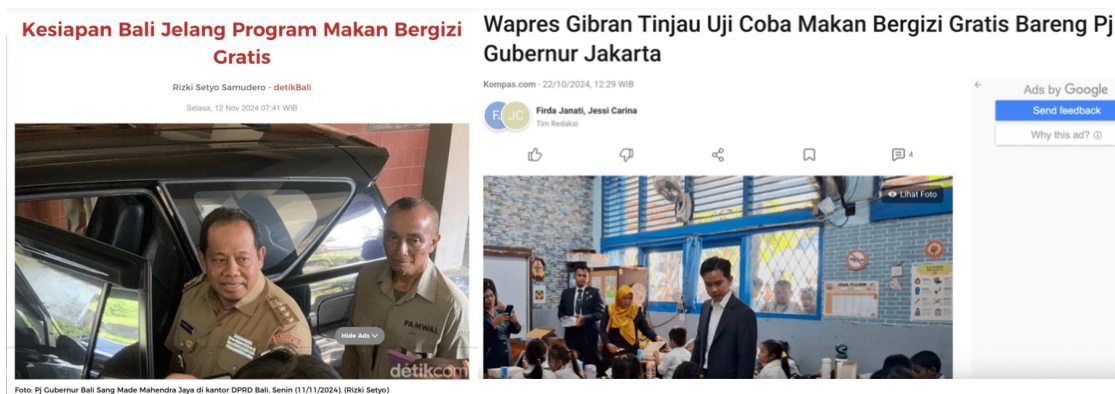 Kesiapan Bali Jelang Program Makan Bergizi
Gratis
Rizki Setyo Samudero - detikBali
Selasa, 12 Nov 2024 07:41 WIB
PAMWAL
Hide Ads
detikcom
Foto: Pj Gubernur Bali Sang Made Mahendra Jaya di kantor DPRD Bali, Senin (11/11/2024). (Rizki Setyo)
Wapres Gibran Tinjau Uji Coba Makan Bergizi Gratis Bareng Pj
Gubernur Jakarta
Kompas.com - 22/10/2024, 12:29 WIB
FJ JC
Firda Janati, Jessi Carina
Tim Redaksi
4
Lihat Foto
Ads by Google
Send feedback
Why this ad?